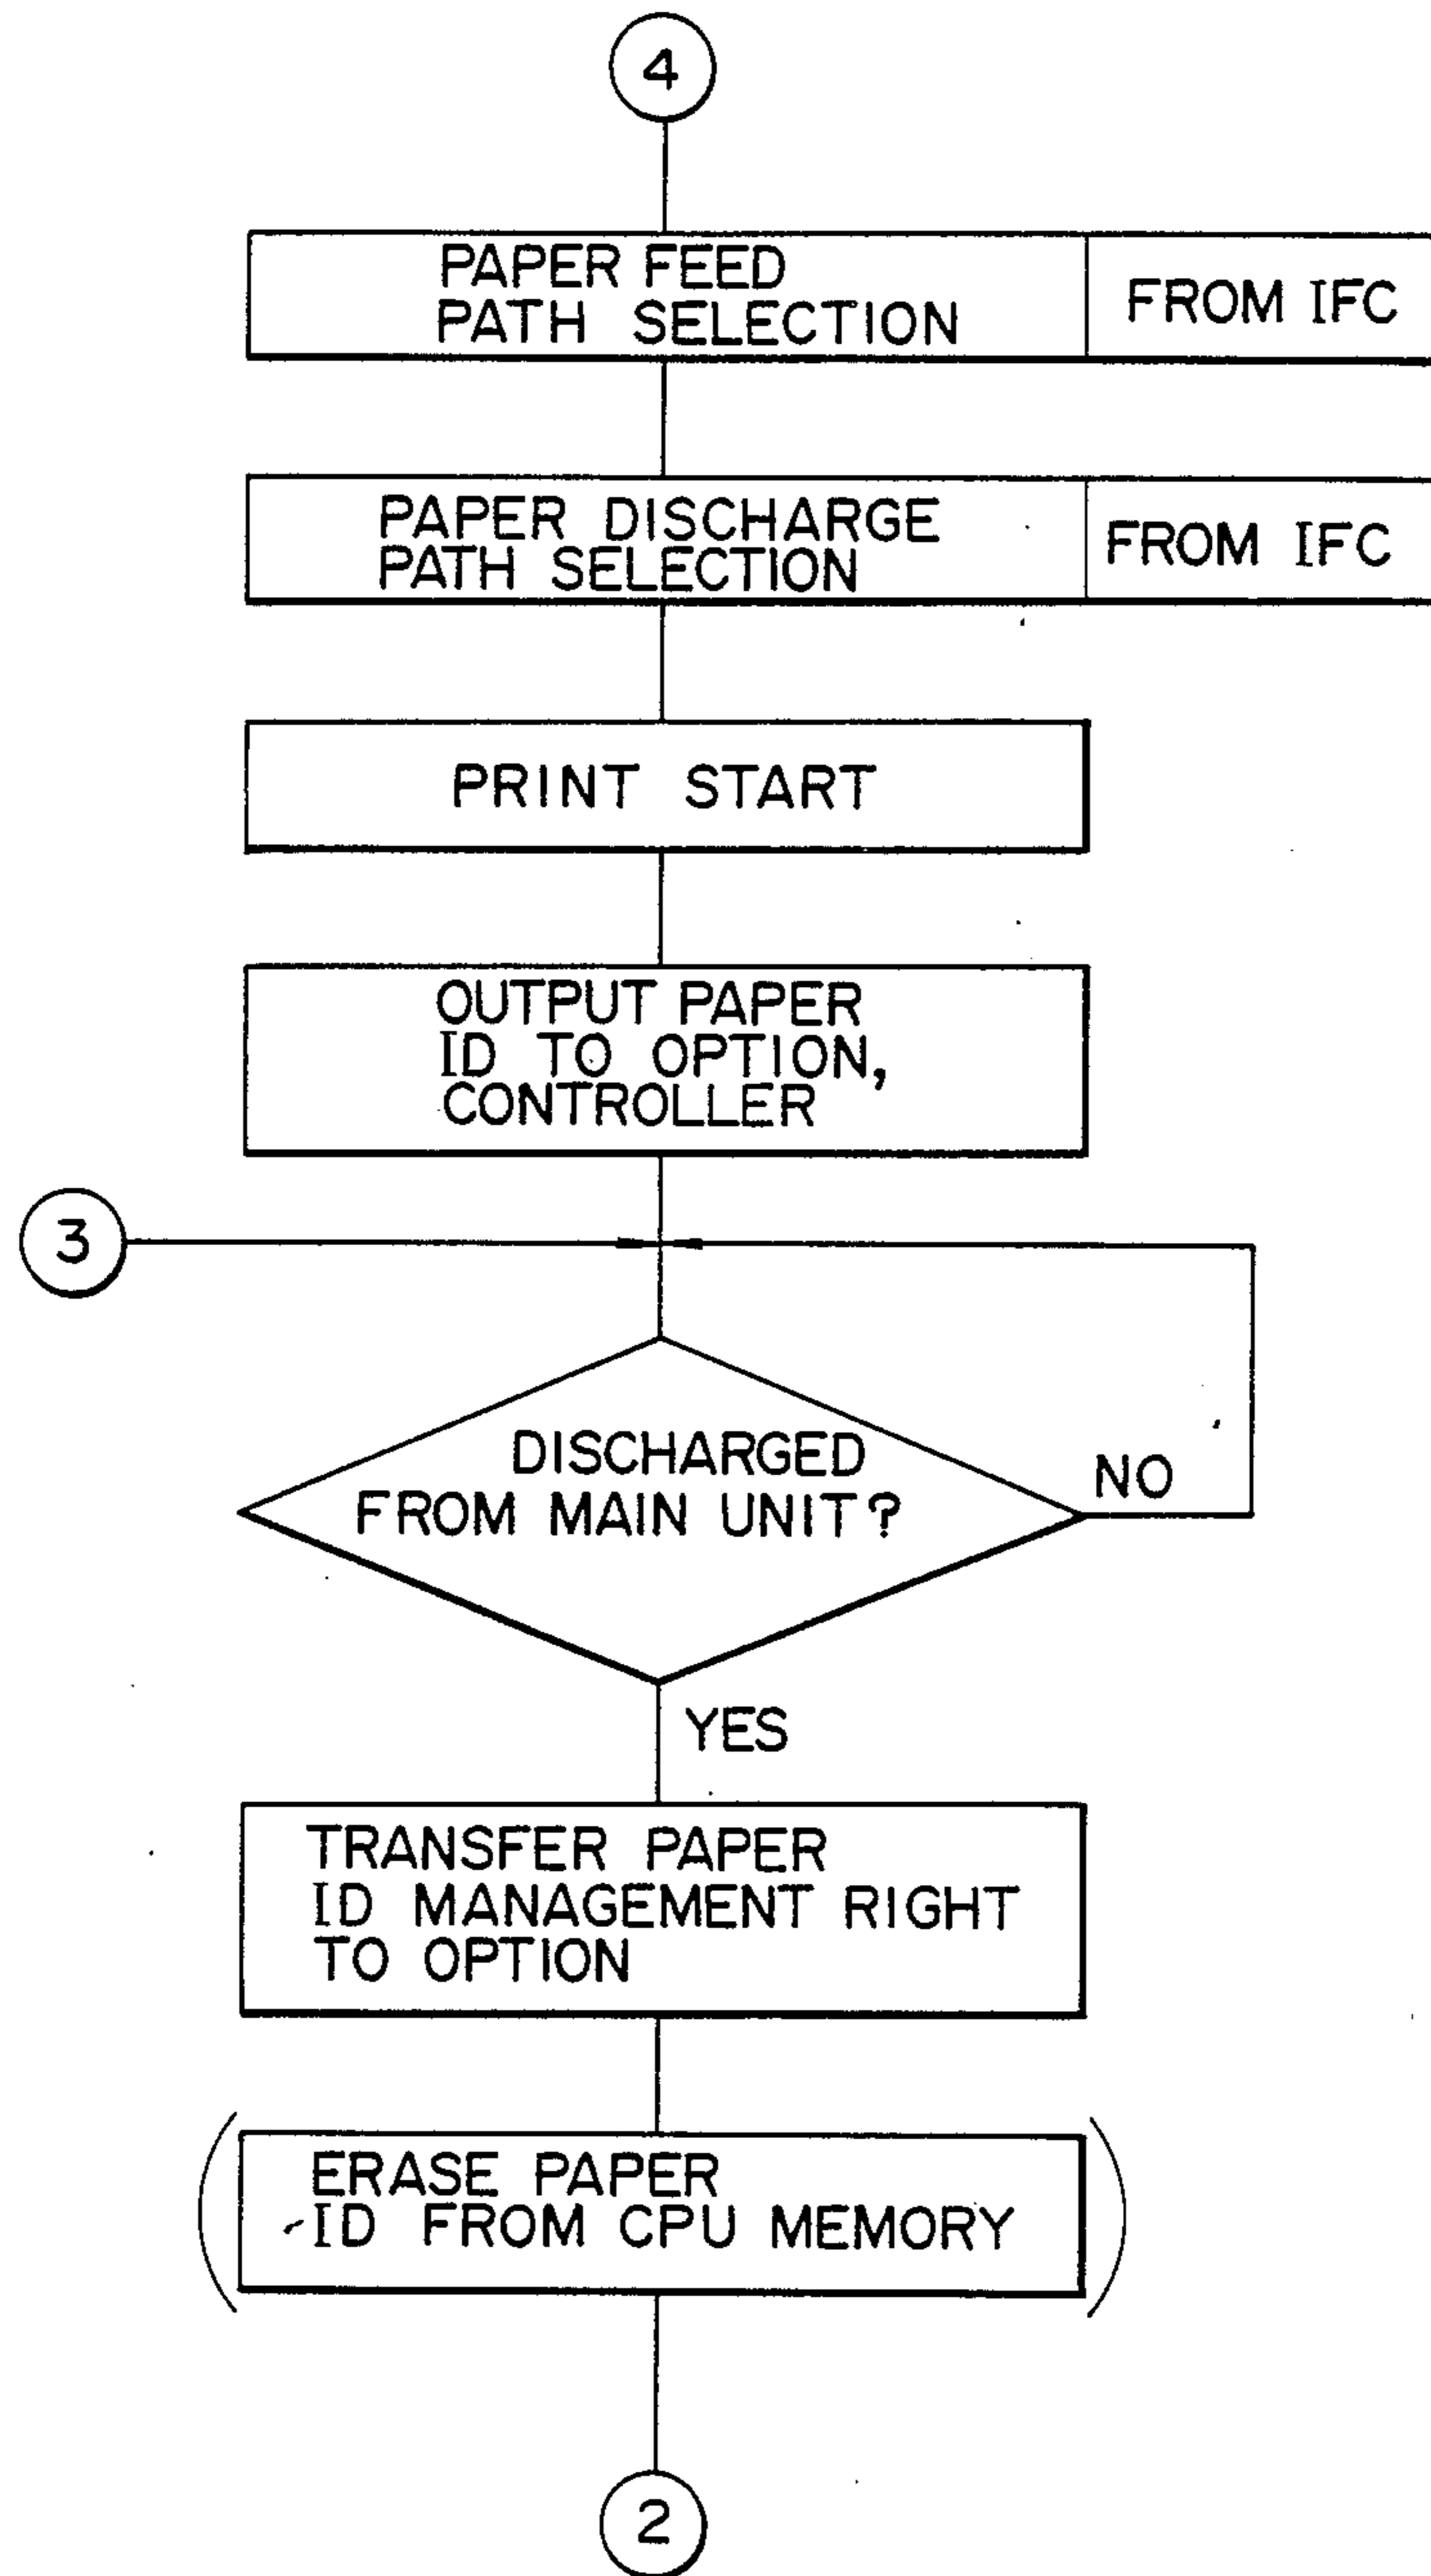 4
PAPER FEED
PATH SELECTION
FROM IFC
PAPER DISCHARGE
PATH SELECTION
FROM IFC
PRINT START
OUTPUT PAPER
ID TO OPTION,
CONTROLLER
3
DISCHARGED
FROM MAIN UNIT?
NO
YES
TRANSFER PAPER
ID MANAGEMENT RIGHT
TO OPTION
ERASE PAPER
ID FROM CPU MEMORY
2